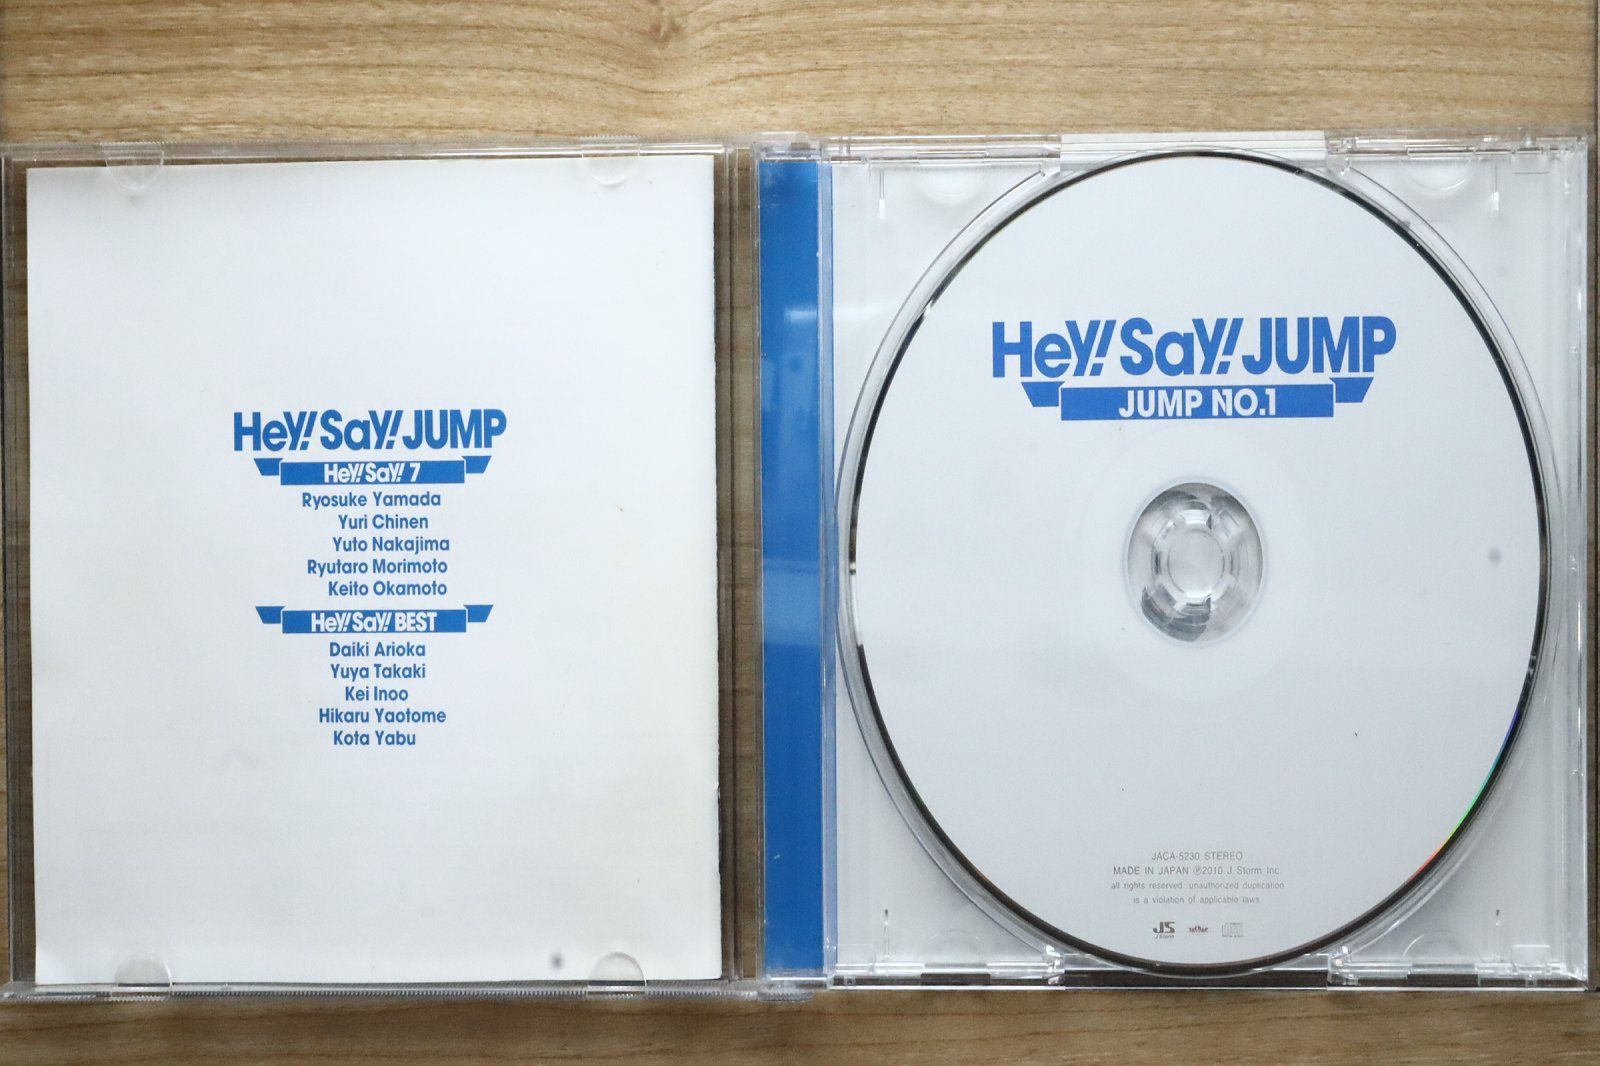 HeY! SaY! JUMP
HeY! SaY! 7
Ryosuke Yamada
Yuri Chinen
Yuto Nakajima
Ryutaro Morimoto
Keito Okamoto
HeY! SaY! BEST
Daiki Arioka
Yuya Takaki
Kei Inoo
Hikaru Yaotome
Kota Yabu
HeY! SaY! JUMP
JUMP NO.1
JACA-5230 STEREO
MADE IN JAPAN ℗2010 J Storm Inc.
all rights reserved. unauthorized duplication
is a violation of applicable laws.
JS
J Storm